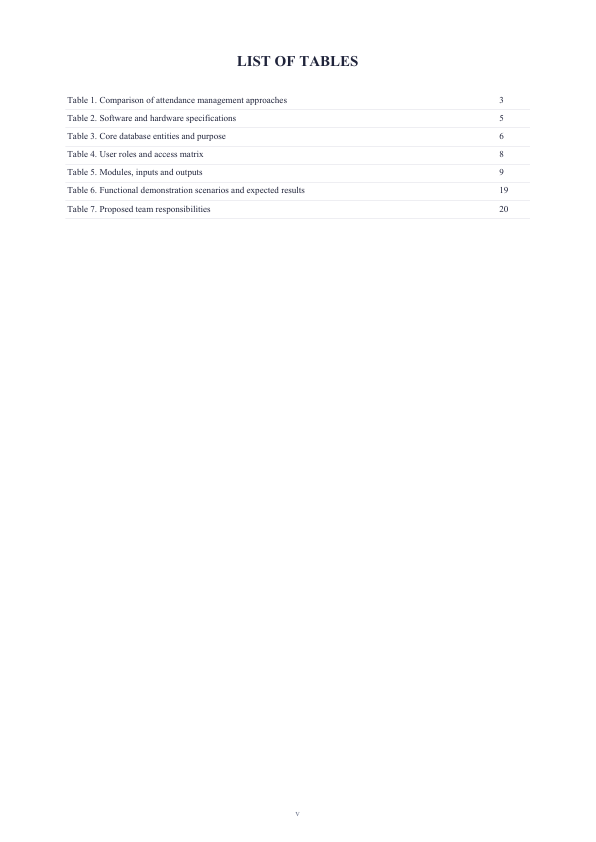 LIST OF TABLES
Table 1. Comparison of attendance management approaches 3
Table 2. Software and hardware specifications 5
Table 3. Core database entities and purpose 6
Table 4. User roles and access matrix 8
Table 5. Modules, inputs and outputs 9
Table 6. Functional demonstration scenarios and expected results 19
Table 7. Proposed team responsibilities 20
v